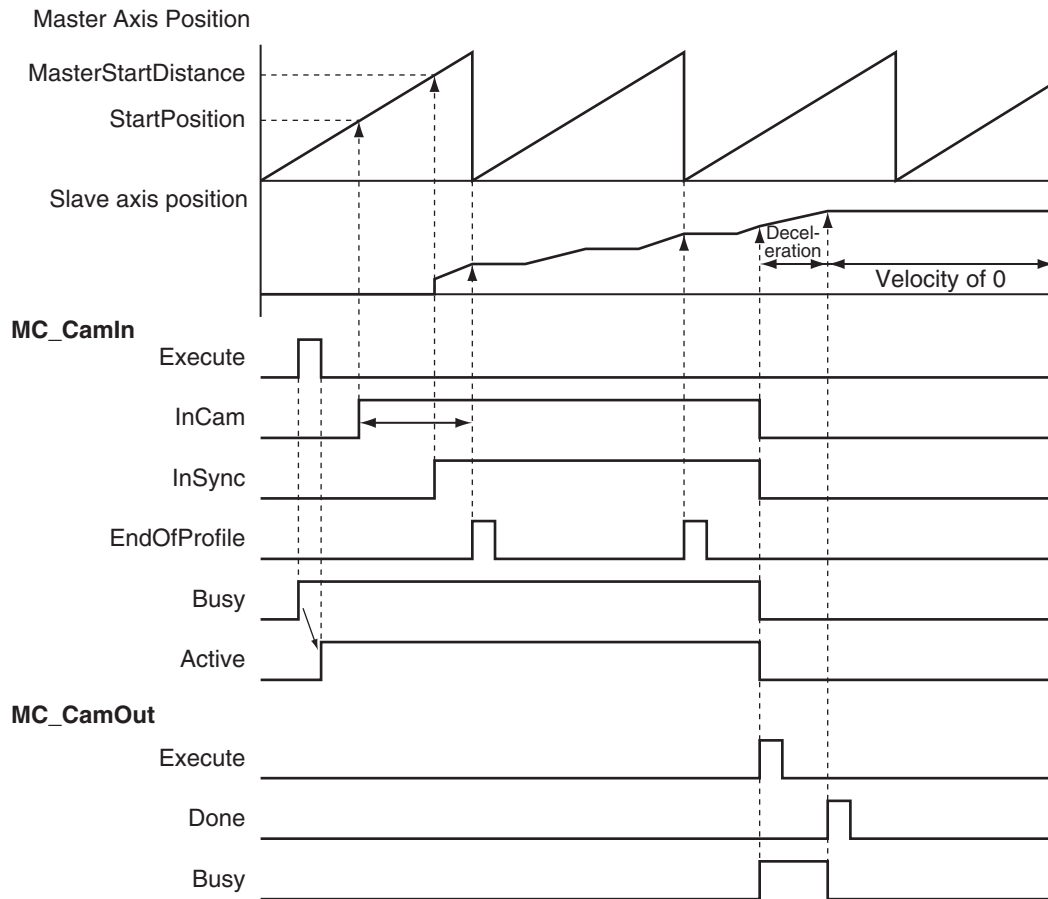 Master Axis Position
MasterStartDistance
StartPosition
Slave axis position
Decel-
eration
Velocity of 0
MC_CamIn
Execute
InCam
InSync
EndOfProfile
Busy
Active
MC_CamOut
Execute
Done
Busy